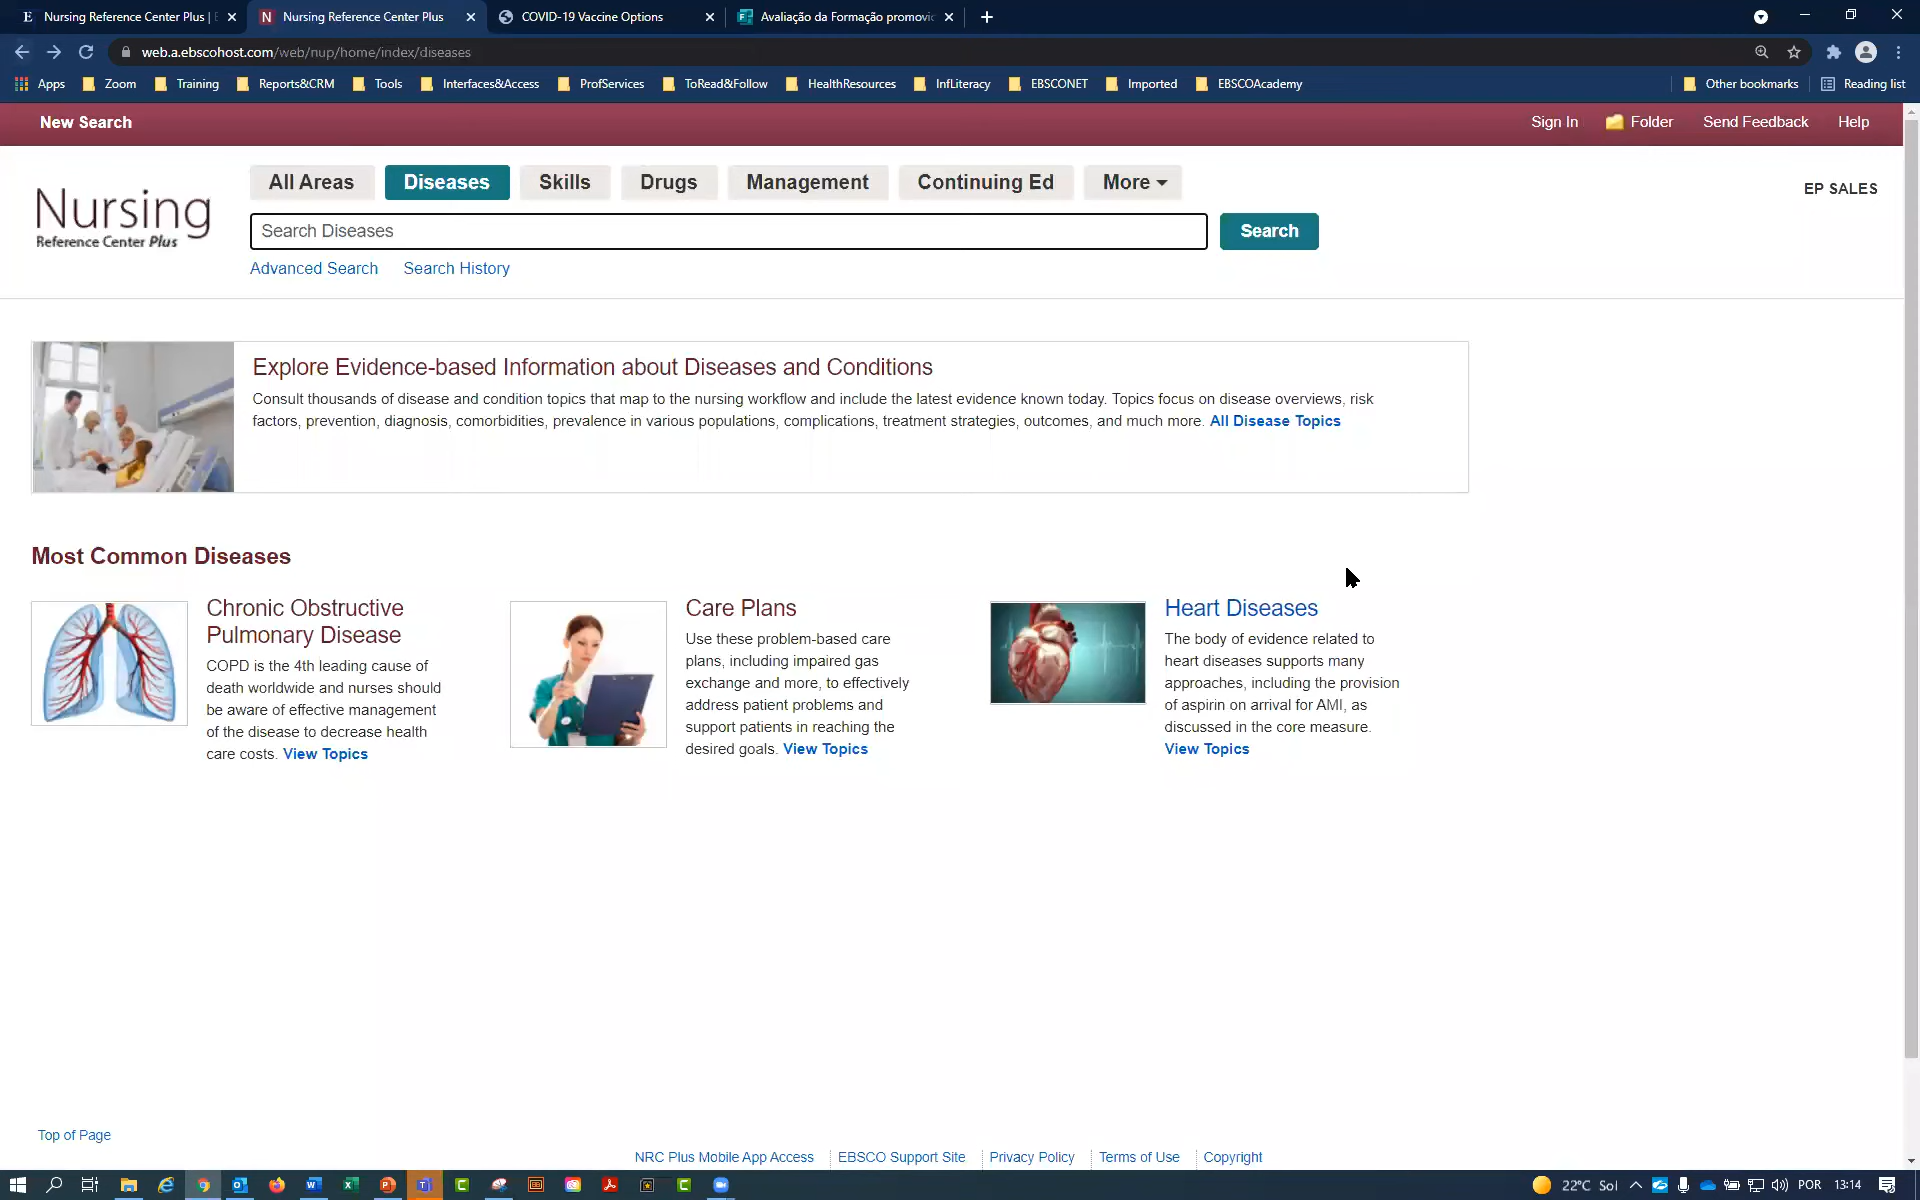 Nursing Reference Center Plus |
Nursing Reference Center Plus
COVID-19 Vaccine Options
Avaliação da Formação promovic
web.a.ebscohost.com/web/nup/home/index/diseases
Apps
Zoom
Training
Reports&CRM
Tools
Interfaces&Access
ProfServices
ToRead&Follow
HealthResources
InfLiteracy
EBSCONET
Imported
EBSCOAcademy
Other bookmarks
Reading list
New Search
Sign In
Folder
Send Feedback
Help
Nursing
Reference Center Plus
All Areas
Diseases
Skills
Drugs
Management
Continuing Ed
More
EP SALES
Search Diseases
Search
Advanced Search
Search History
Explore Evidence-based Information about Diseases and Conditions
Consult thousands of disease and condition topics that map to the nursing workflow and include the latest evidence known today. Topics focus on disease overviews, risk
factors, prevention, diagnosis, comorbidities, prevalence in various populations, complications, treatment strategies, outcomes, and much more. All Disease Topics
Most Common Diseases
Chronic Obstructive
Pulmonary Disease
COPD is the 4th leading cause of
death worldwide and nurses should
be aware of effective management
of the disease to decrease health
care costs. View Topics
Care Plans
Use these problem-based care
plans, including impaired gas
exchange and more, to effectively
address patient problems and
support patients in reaching the
desired goals. View Topics
Heart Diseases
The body of evidence related to
heart diseases supports many
approaches, including the provision
of aspirin on arrival for AMI, as
discussed in the core measure.
View Topics
Top of Page
NRC Plus Mobile App Access
EBSCO Support Site
Privacy Policy
Terms of Use
Copyright
22°C Sol
POR
13:14